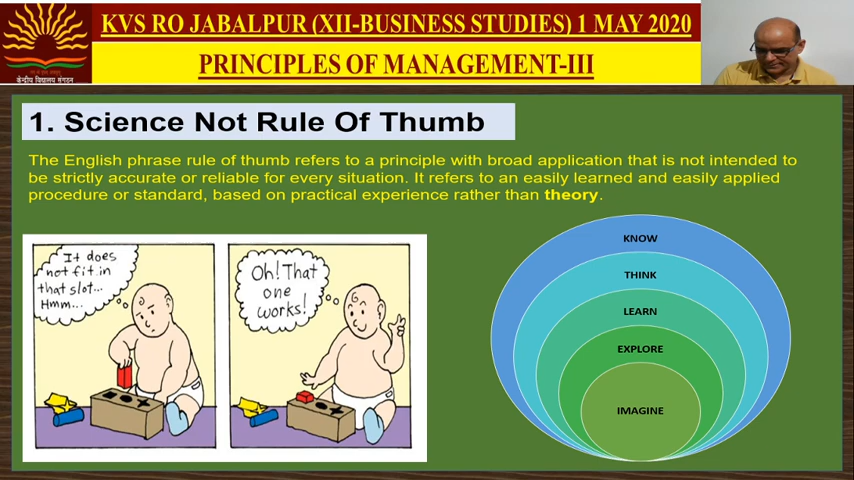 KVS RO JABALPUR (XII-BUSINESS STUDIES) 1 MAY 2020
PRINCIPLES OF MANAGEMENT-III
केन्द्रीय विद्यालय संगठन
1. Science Not Rule Of Thumb
The English phrase rule of thumb refers to a principle with broad application that is not intended to
be strictly accurate or reliable for every situation. It refers to an easily learned and easily applied
procedure or standard, based on practical experience rather than theory.
It does
not fit in
that slot...
Hmm...
Oh! That
one
works!
KNOW
THINK
LEARN
EXPLORE
IMAGINE